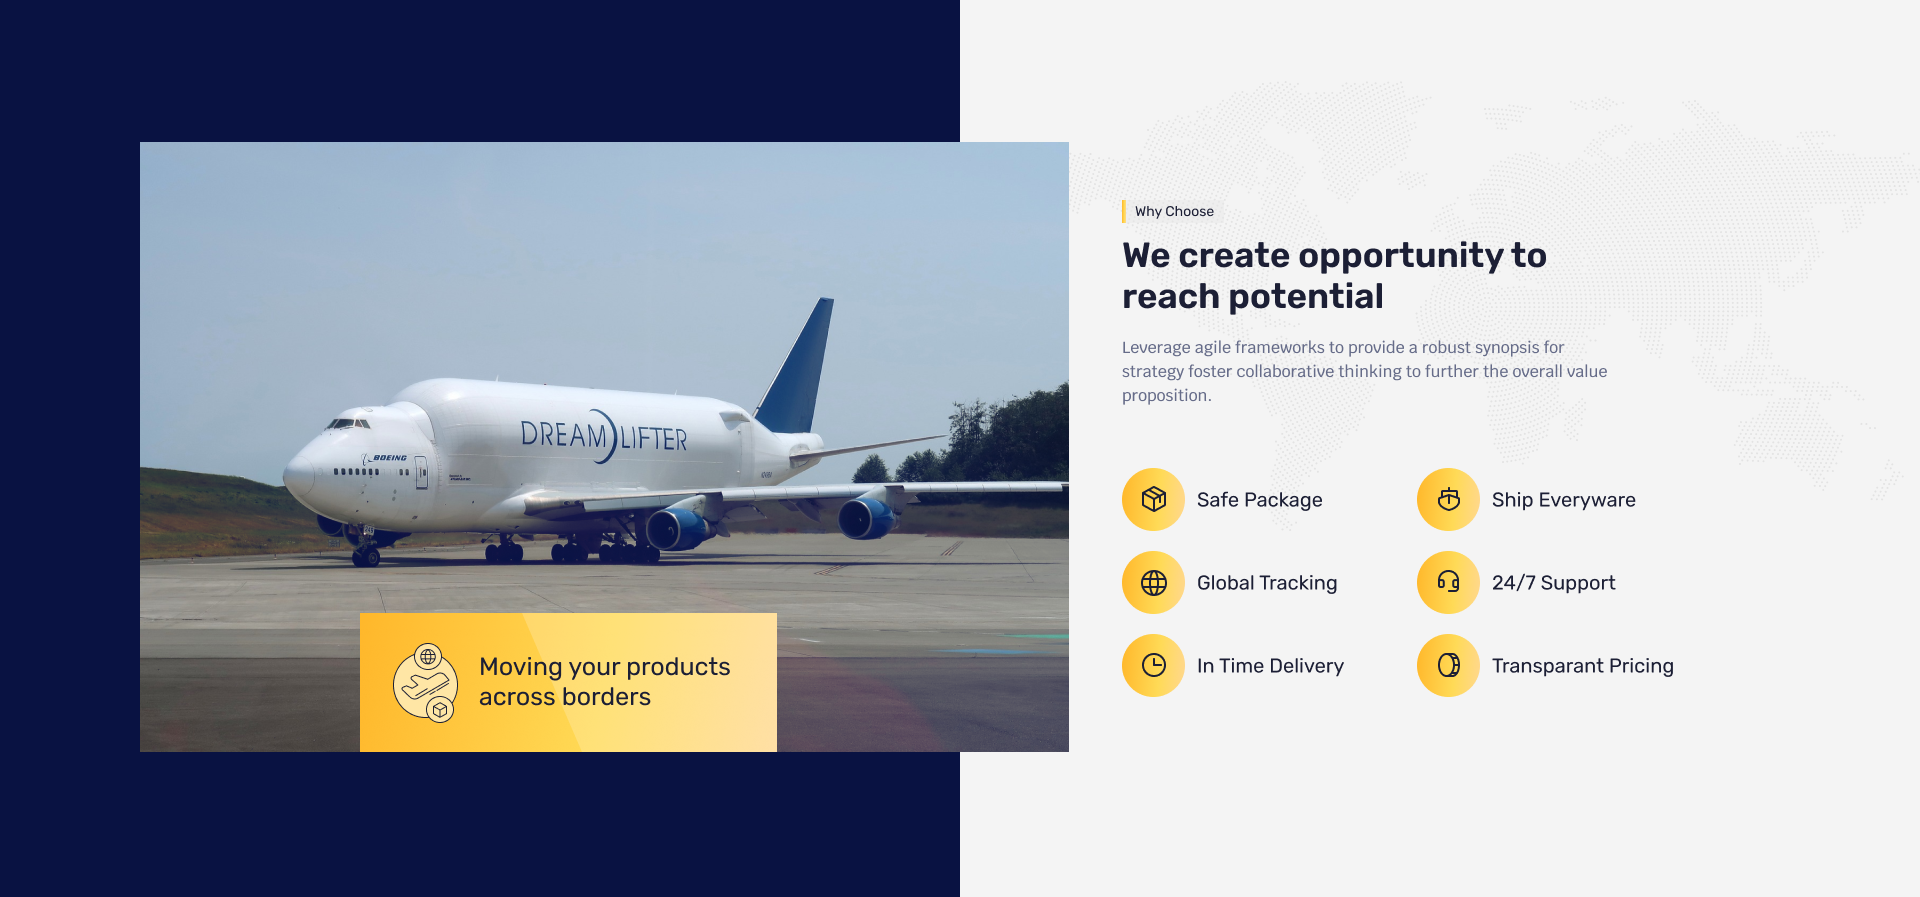 DREAMLIFTER
BOEING
Moving your products
across borders
Why Choose
We create opportunity to
reach potential
Leverage agile frameworks to provide a robust synopsis for
strategy foster collaborative thinking to further the overall value
proposition.
Safe Package
Ship Everyware
Global Tracking
24/7 Support
In Time Delivery
Transparant Pricing